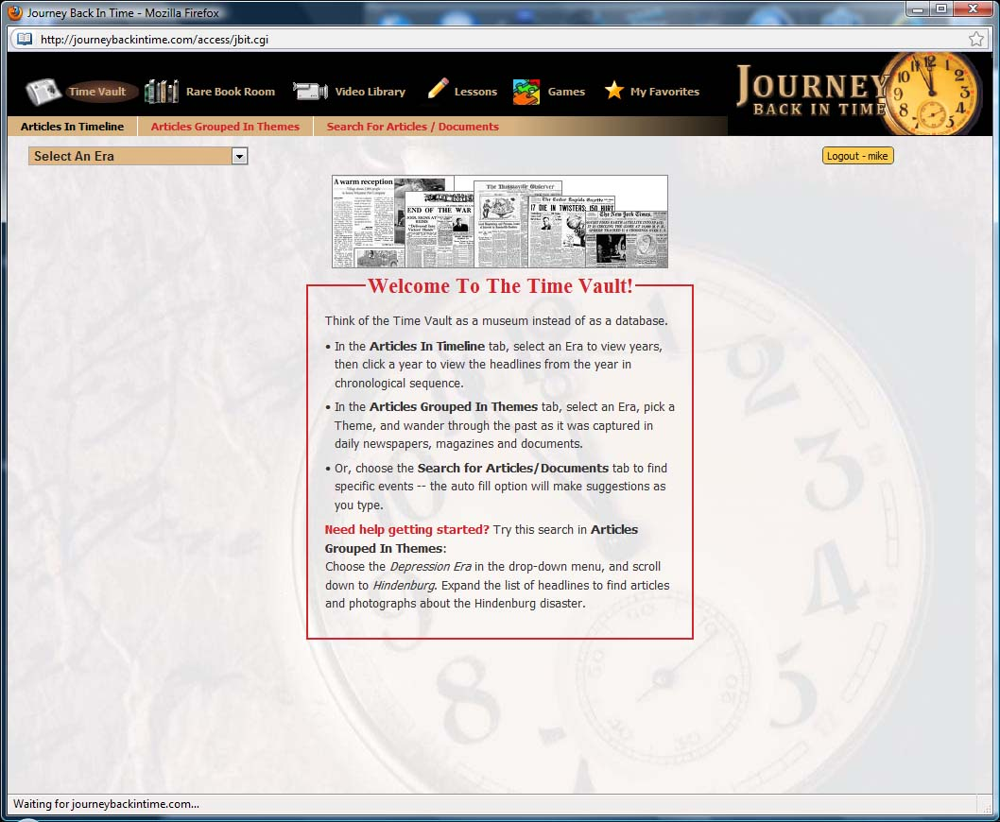 Journey Back In Time - Mozilla Firefox
http://journeybackintime.com/access/jbit.cgi
Time Vault Rare Book Room Video Library Lessons Games My Favorites
JOURNEY
BACK IN TIME
Articles In Timeline Articles Grouped In Themes Search For Articles / Documents
Select An Era
Logout - mike
A warm reception
END OF THE WAR
17 DIE IN TWISTERS; 150 HURT
The New York Times.
Welcome To The Time Vault!
Think of the Time Vault as a museum instead of as a database.
• In the Articles In Timeline tab, select an Era to view years,
then click a year to view the headlines from the year in
chronological sequence.
• In the Articles Grouped In Themes tab, select an Era, pick a
Theme, and wander through the past as it was captured in
daily newspapers, magazines and documents.
• Or, choose the Search for Articles/Documents tab to find
specific events -- the auto fill option will make suggestions as
you type.
Need help getting started? Try this search in Articles
Grouped In Themes:
Choose the Depression Era in the drop-down menu, and scroll
down to Hindenburg. Expand the list of headlines to find articles
and photographs about the Hindenburg disaster.
Waiting for journeybackintime.com...